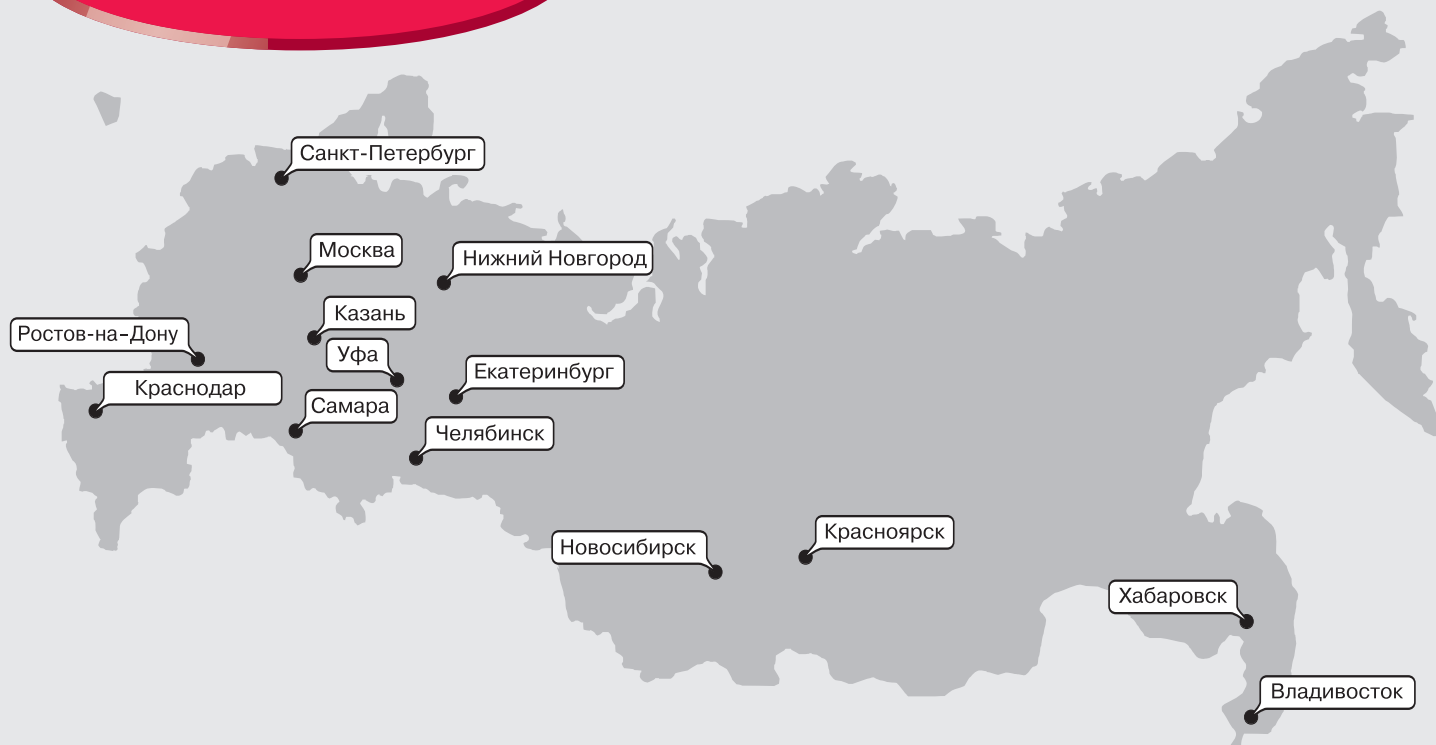 Санкт-Петербург
Москва
Нижний Новгород
Казань
Ростов-на-Дону
Уфа
Екатеринбург
Краснодар
Самара
Челябинск
Новосибирск
Красноярск
Хабаровск
Владивосток